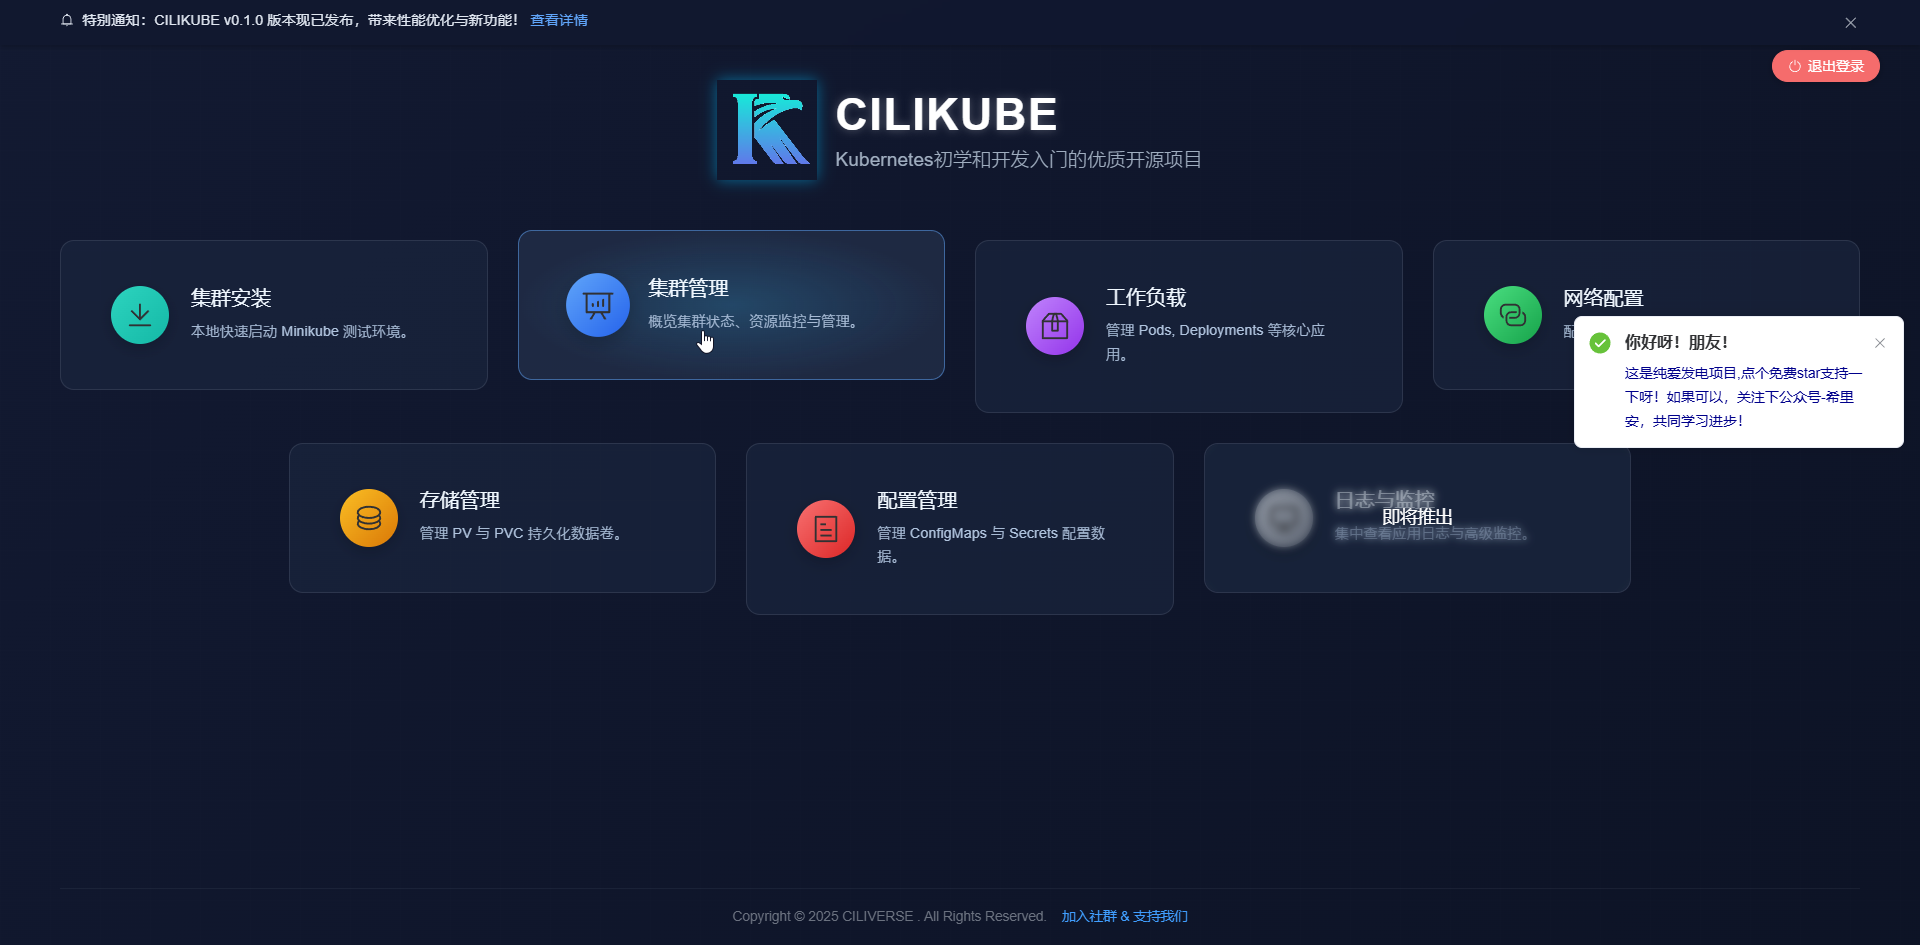 特别通知：CILIKUBE v0.1.0 版本现已发布，带来性能优化与新功能！ 查看详情
退出登录
CILIKUBE
Kubernetes初学和开发入门的优质开源项目
集群安装
本地快速启动 Minikube 测试环境。
集群管理
概览集群状态、资源监控与管理。
工作负载
管理 Pods, Deployments 等核心应
用。
网络配置
配
你好呀！朋友！
这是纯爱发电项目,点个免费star支持一
下呀！如果可以，关注下公众号-希里
安，共同学习进步！
存储管理
管理 PV 与 PVC 持久化数据卷。
配置管理
管理 ConfigMaps 与 Secrets 配置数
据。
日志与监控
即将推出
集中查看应用日志与高级监控。
Copyright © 2025 CILIVERSE . All Rights Reserved. 加入社群 & 支持我们